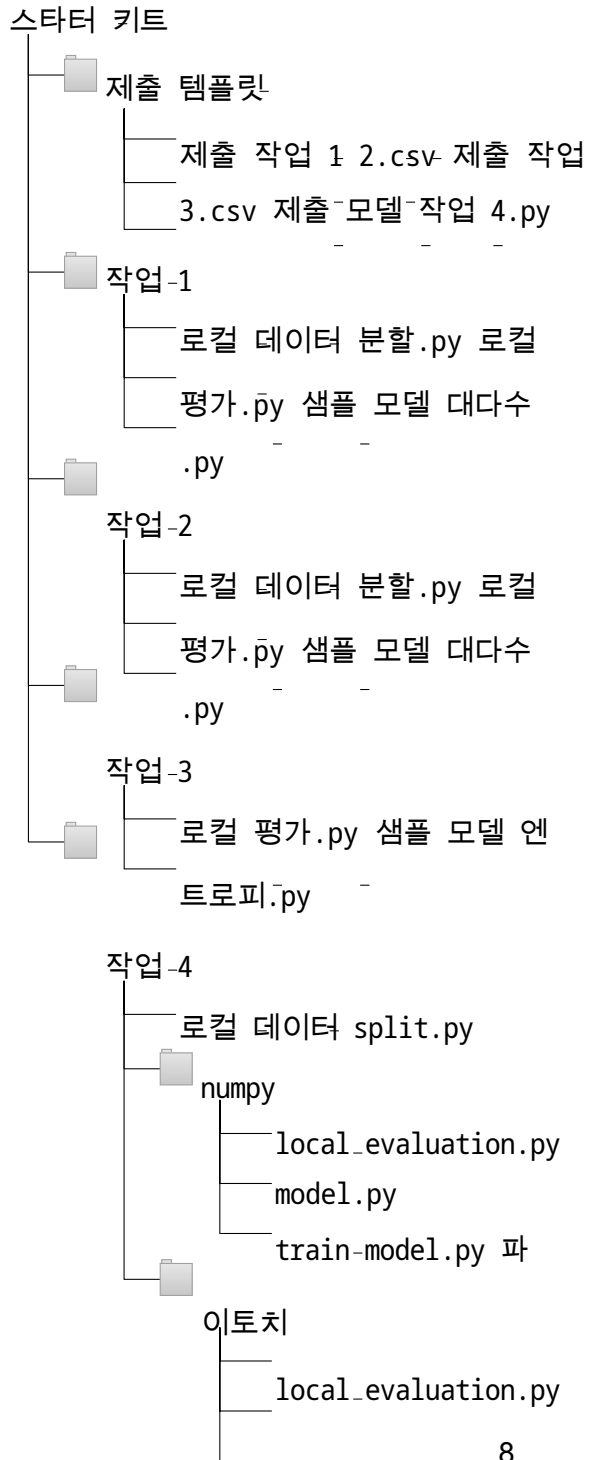 스타터 키트
제출 템플릿
제출 작업 1 2.csv 제출 작업
3.csv 제출 모델 작업 4.py
작업-1
로컬 데이터 분할.py 로컬
평가.py 샘플 모델 대다수
.py
작업-2
로컬 데이터 분할.py 로컬
평가.py 샘플 모델 대다수
.py
작업-3
로컬 평가.py 샘플 모델 엔
트로피.py
작업-4
로컬 데이터 split.py
numpy
local_evaluation.py
model.py
train-model.py 파
이토치
local_evaluation.py
8